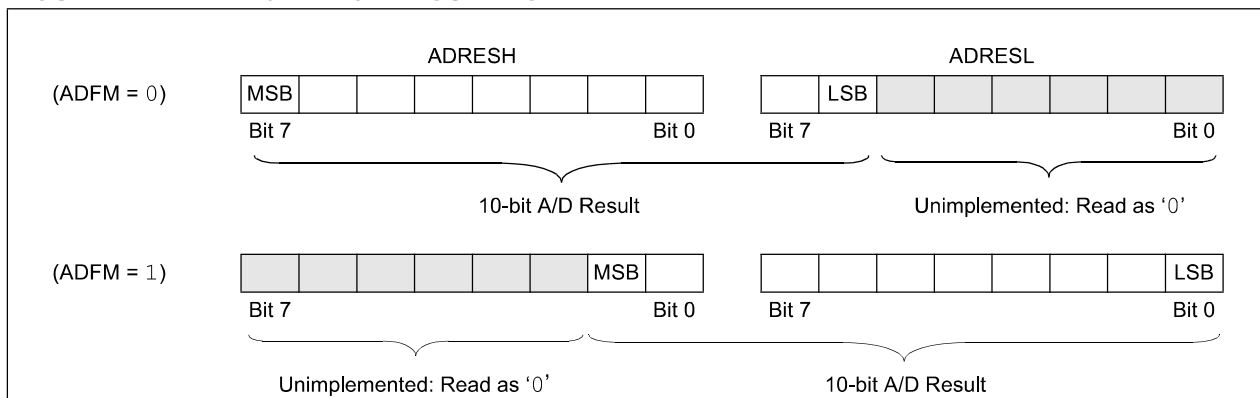 ADRESH ADRESL
(ADFM = 0) MSB LSB
Bit 7 Bit 0 Bit 7 Bit 0
10-bit A/D Result Unimplemented: Read as ‘0’
(ADFM = 1) MSB LSB
Bit 7 Bit 0 Bit 7 Bit 0
Unimplemented: Read as ‘0’ 10-bit A/D Result